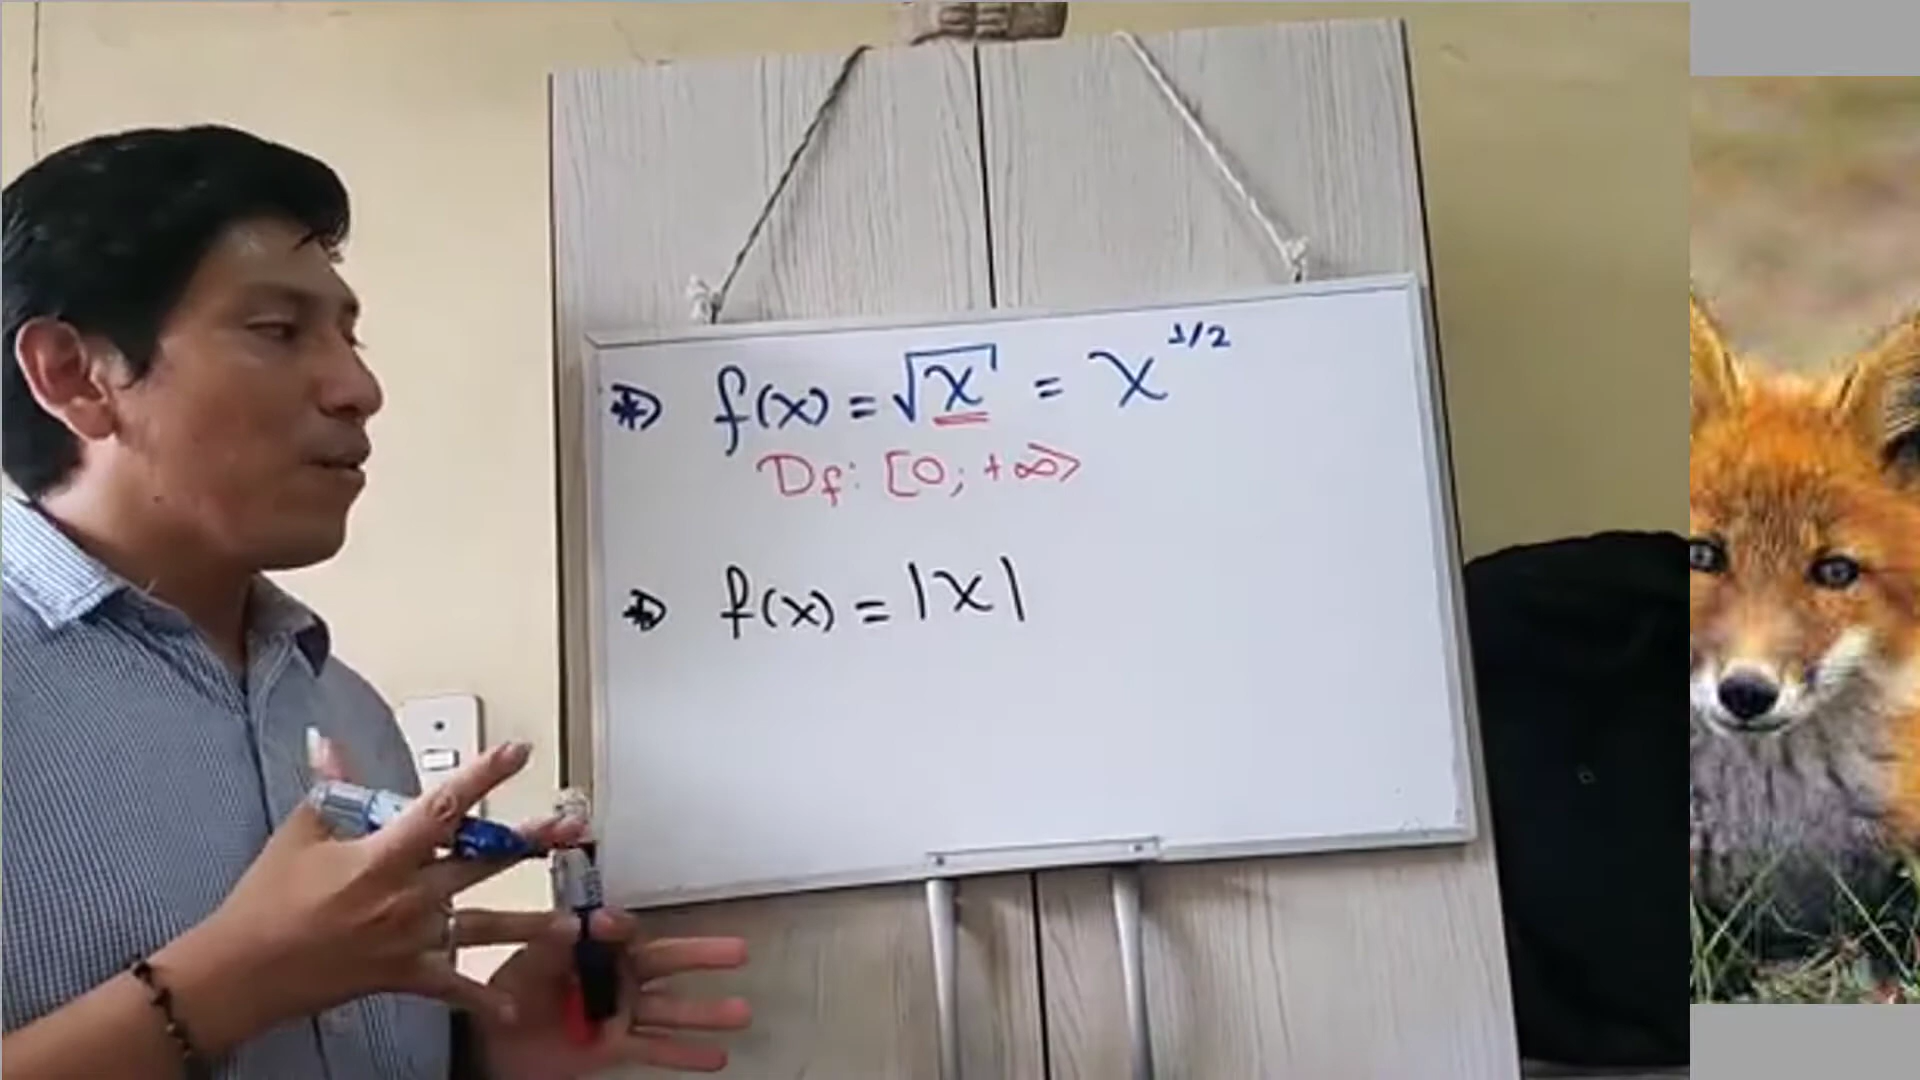 * f(x) = √x = x^1/2
Df: [0; +∞>
* f(x) = |x|